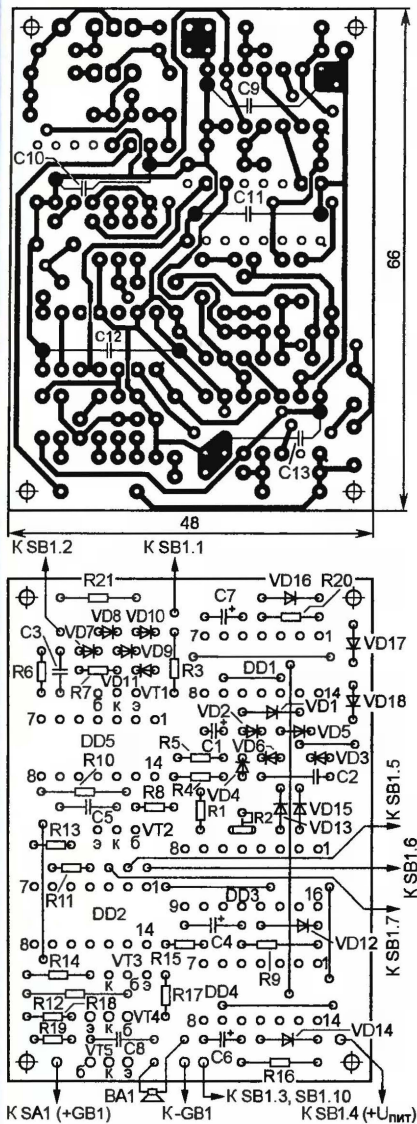 C9
C10
C11
66
C12
C13
48
К SB1.2 К SB1.1
R21 C7 VD16 R20
C3 VD8 VD10
VD7 VD9 7 1 VD17
R6 R7 VD11 R3 DD1
б к э VT1
7 1 8 14 VD18
VD2 VD1
DD5 R5 C1 VD6 VD5
8 14 VD3
R10 R4 VD4 C2
C5 R8 R1 R2 VD15 К SB1.5
R13 VT2 VD13
э к б 8 1 К SB1.6
R11
7 1 DD3 К SB1.7
DD2 9 16
14 C4 VD12
8 R15 7 R9 1
R14 VT3 к б э
R12 R18 R17 DD4
R19 э к б VT4 8 14 VD14
VT5 C8 C6
б к э BA1 R16
К SA1 (+GB1) К-GB1 К SB1.3, SB1.10 К SB1.4 (+Uпит)